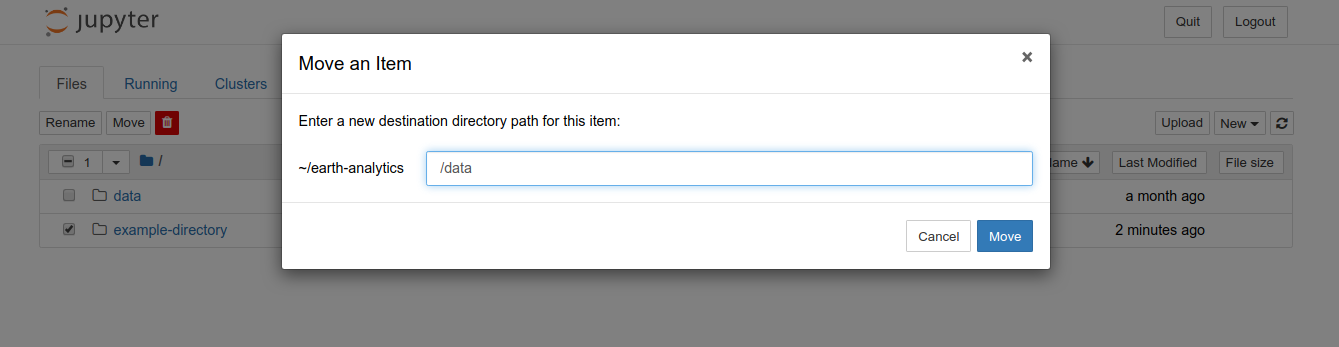 jupyter
Quit Logout
Move an Item ×
Files Running Clusters
Enter a new destination directory path for this item:
Rename Move Upload New
~/earth-analytics /data
1 / Last Modified File size
data a month ago
example-directory 2 minutes ago
Cancel Move